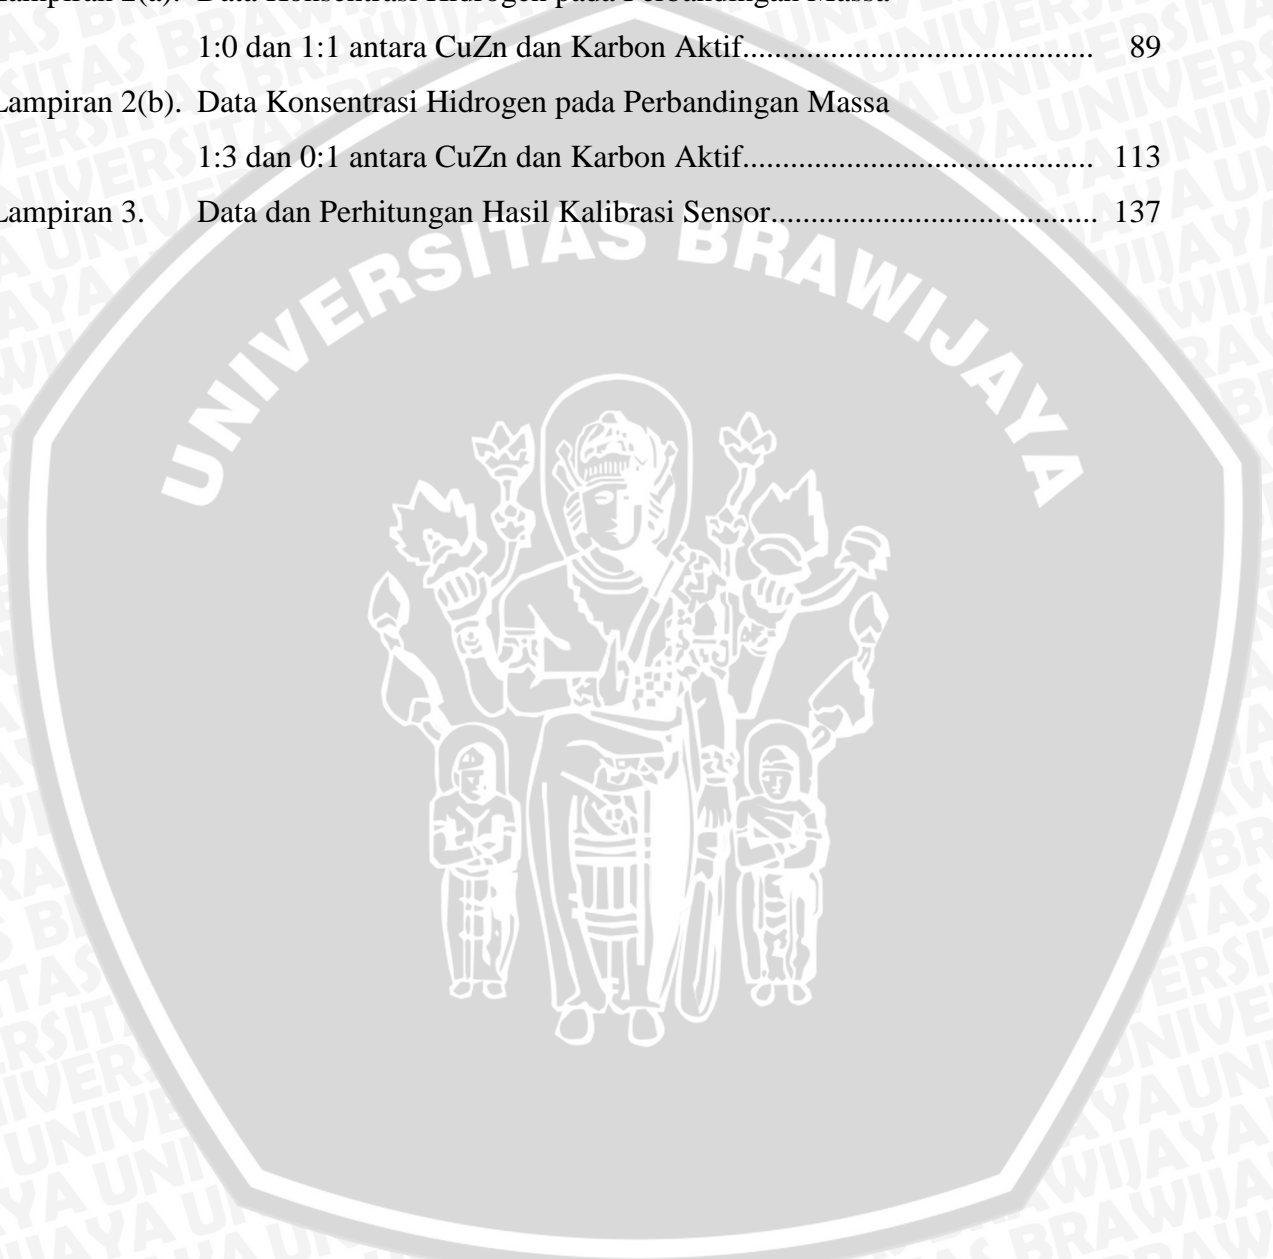 Lampiran 2(a). Data Konsentrasi Hidrogen pada Perbandingan Massa
1:0 dan 1:1 antara CuZn dan Karbon Aktif..................................... 89
Lampiran 2(b). Data Konsentrasi Hidrogen pada Perbandingan Massa
1:3 dan 0:1 antara CuZn dan Karbon Aktif..................................... 113
Lampiran 3. Data dan Perhitungan Hasil Kalibrasi Sensor.................................. 137
UNIVERSITAS BRAWIJAYA